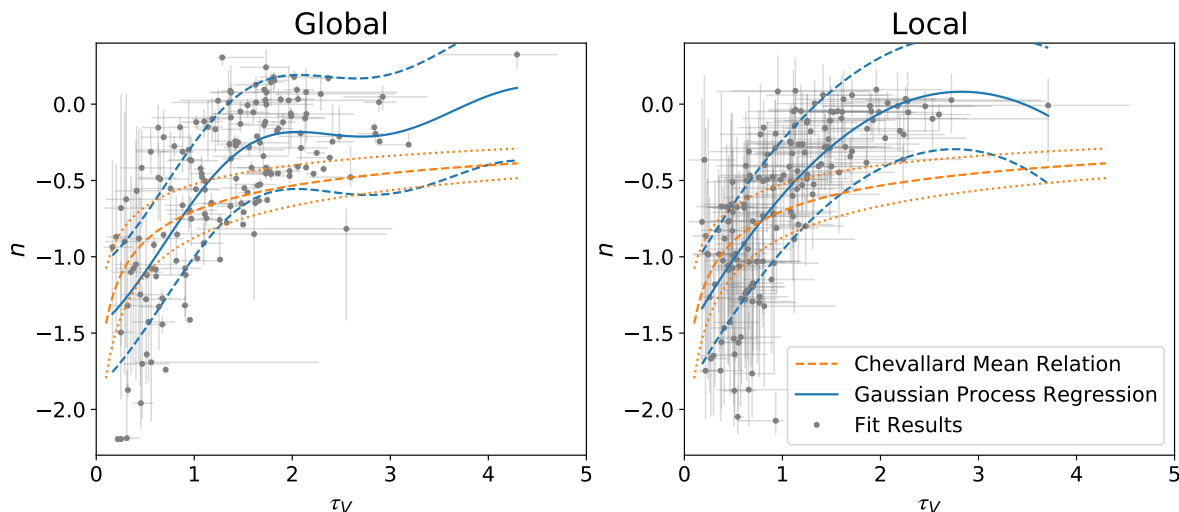 Global
Local
n
0.0
−0.5
−1.0
−1.5
−2.0
0
1
2
3
4
5
τV
n
0.0
−0.5
−1.0
−1.5
−2.0
0
1
2
3
4
5
τV
Chevallard Mean Relation
Gaussian Process Regression
Fit Results